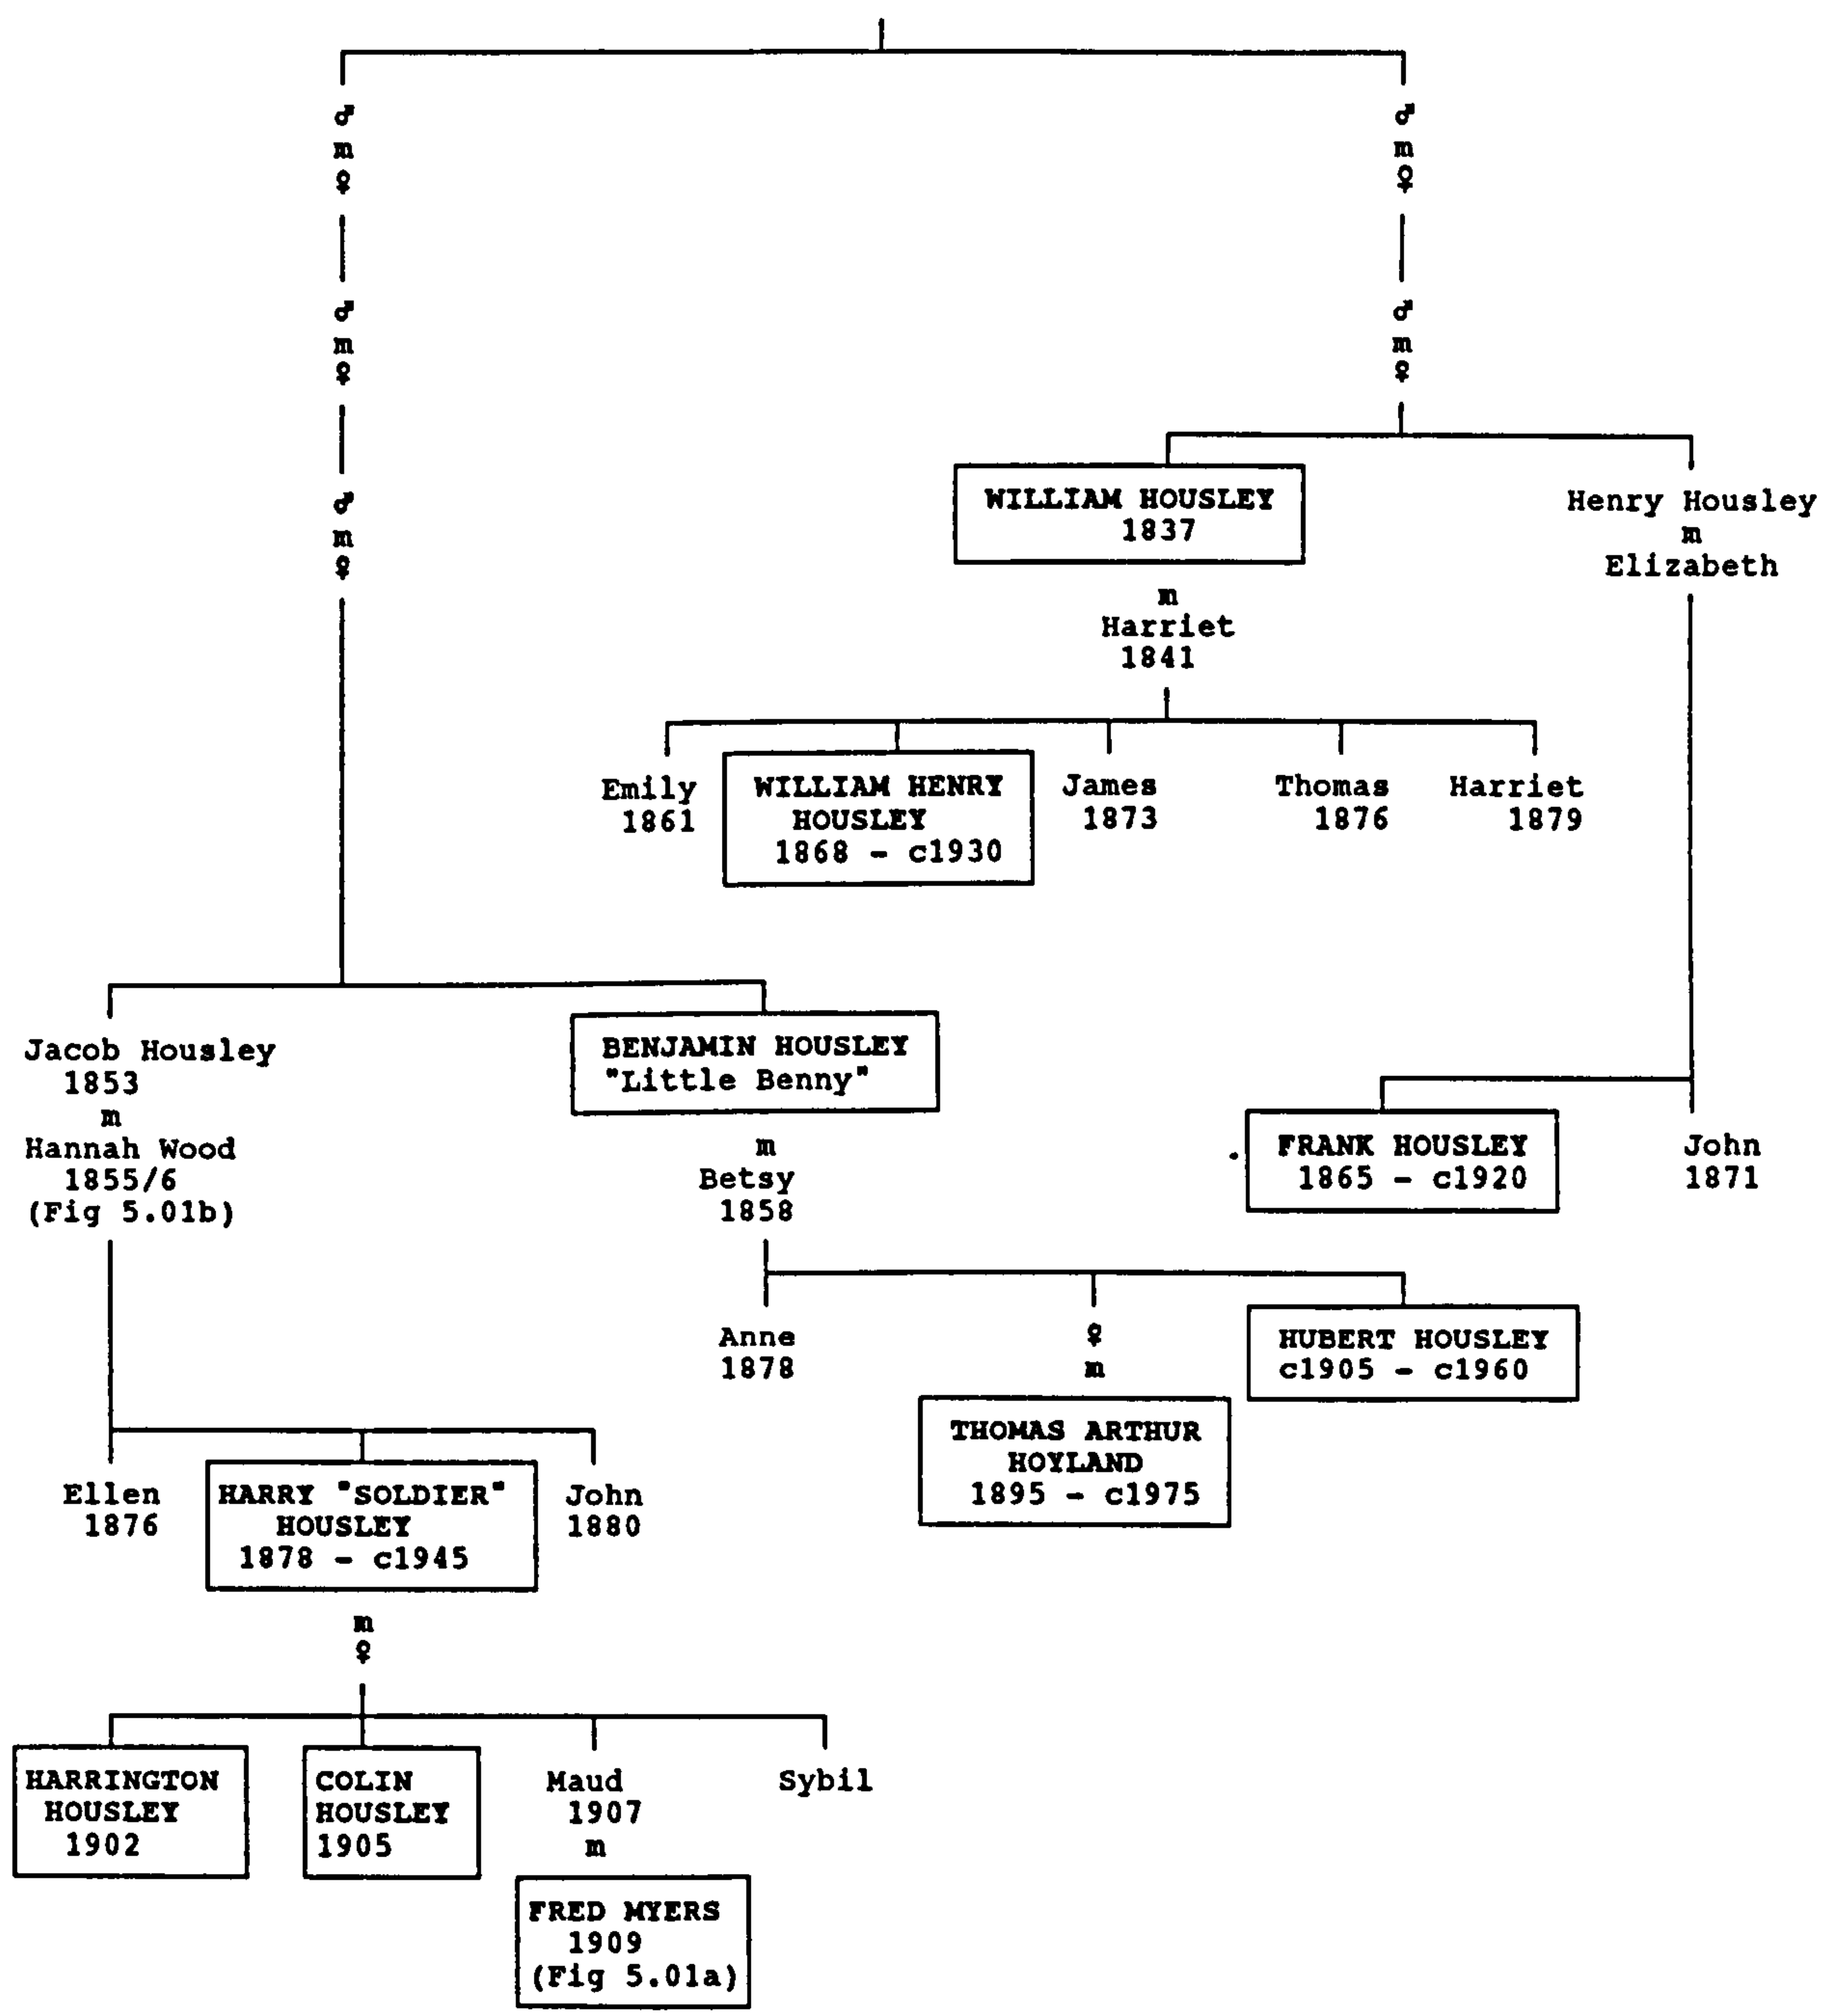 ♂
m
♀
♂
m
♀
♂
m
♀
♂
m
♀
♂
m
♀
WILLIAM HOUSLEY
1837
m
Harriet
1841
Henry Housley
m
Elizabeth
Emily
1861
WILLIAM HENRY
HOUSLEY
1868 - c1930
James
1873
Thomas
1876
Harriet
1879
Jacob Housley
1853
m
Hannah Wood
1855/6
(Fig 5.01b)
BENJAMIN HOUSLEY
"Little Benny"
m
Betsy
1858
FRANK HOUSLEY
1865 - c1920
John
1871
Anne
1878
♀
m
THOMAS ARTHUR
HOYLAND
1895 - c1975
HUBERT HOUSLEY
c1905 - c1960
Ellen
1876
HARRY "SOLDIER"
HOUSLEY
1878 - c1945
m
♀
John
1880
HARRINGTON
HOUSLEY
1902
COLIN
HOUSLEY
1905
Maud
1907
m
FRED MYERS
1909
(Fig 5.01a)
Sybil